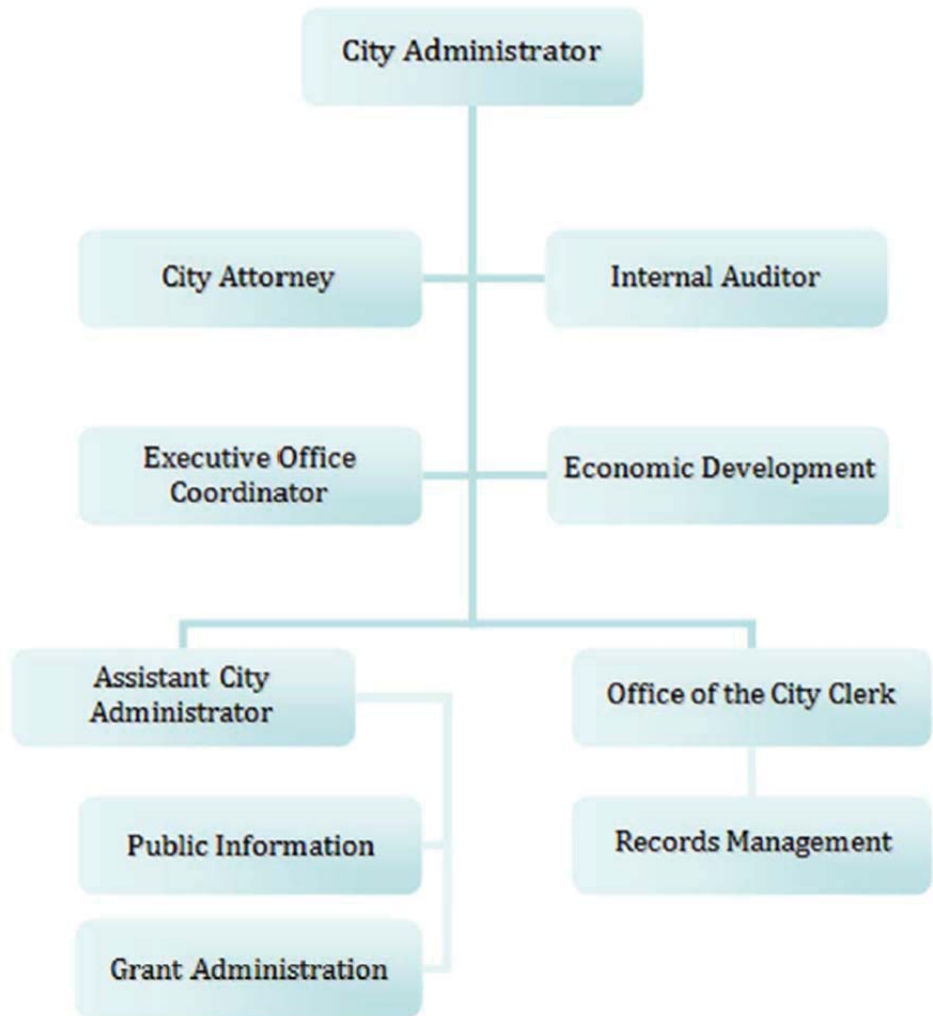 City Administrator
City Attorney
Internal Auditor
Executive Office
Coordinator
Economic Development
Assistant City
Administrator
Office of the City Clerk
Public Information
Records Management
Grant Administration